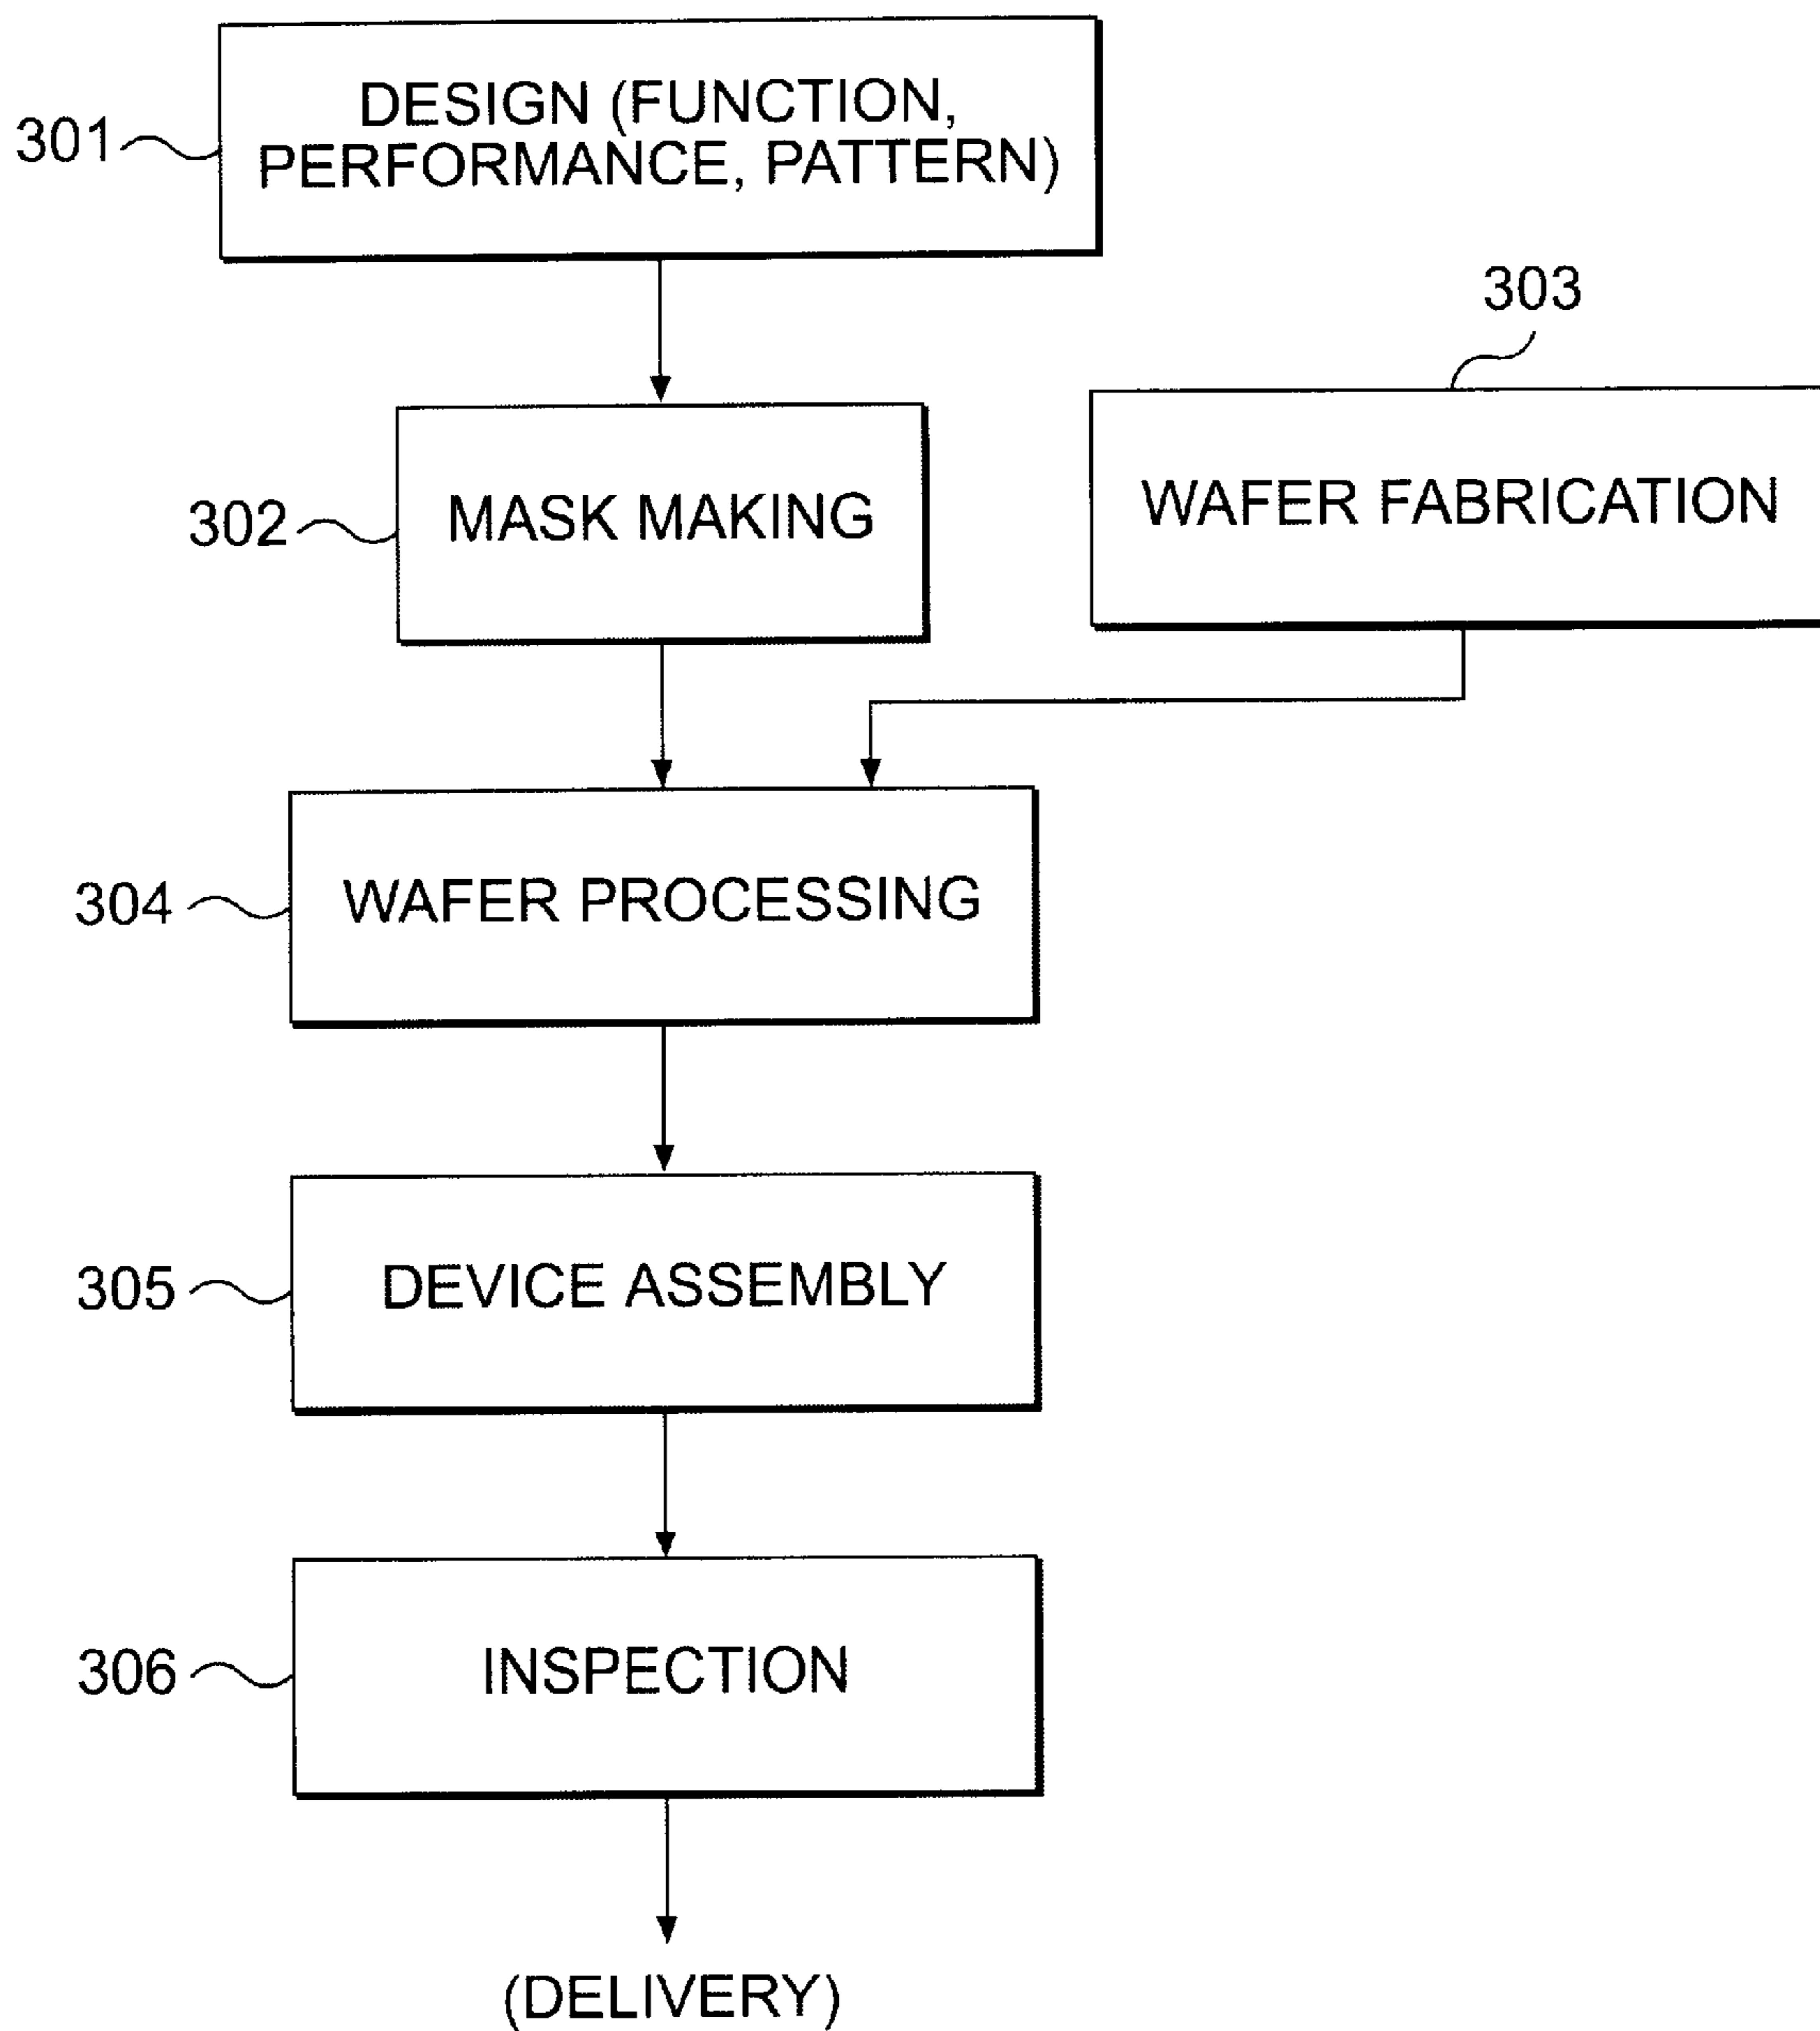 301
DESIGN (FUNCTION,
PERFORMANCE, PATTERN)
303
302
MASK MAKING
WAFER FABRICATION
304
WAFER PROCESSING
305
DEVICE ASSEMBLY
306
INSPECTION
(DELIVERY)